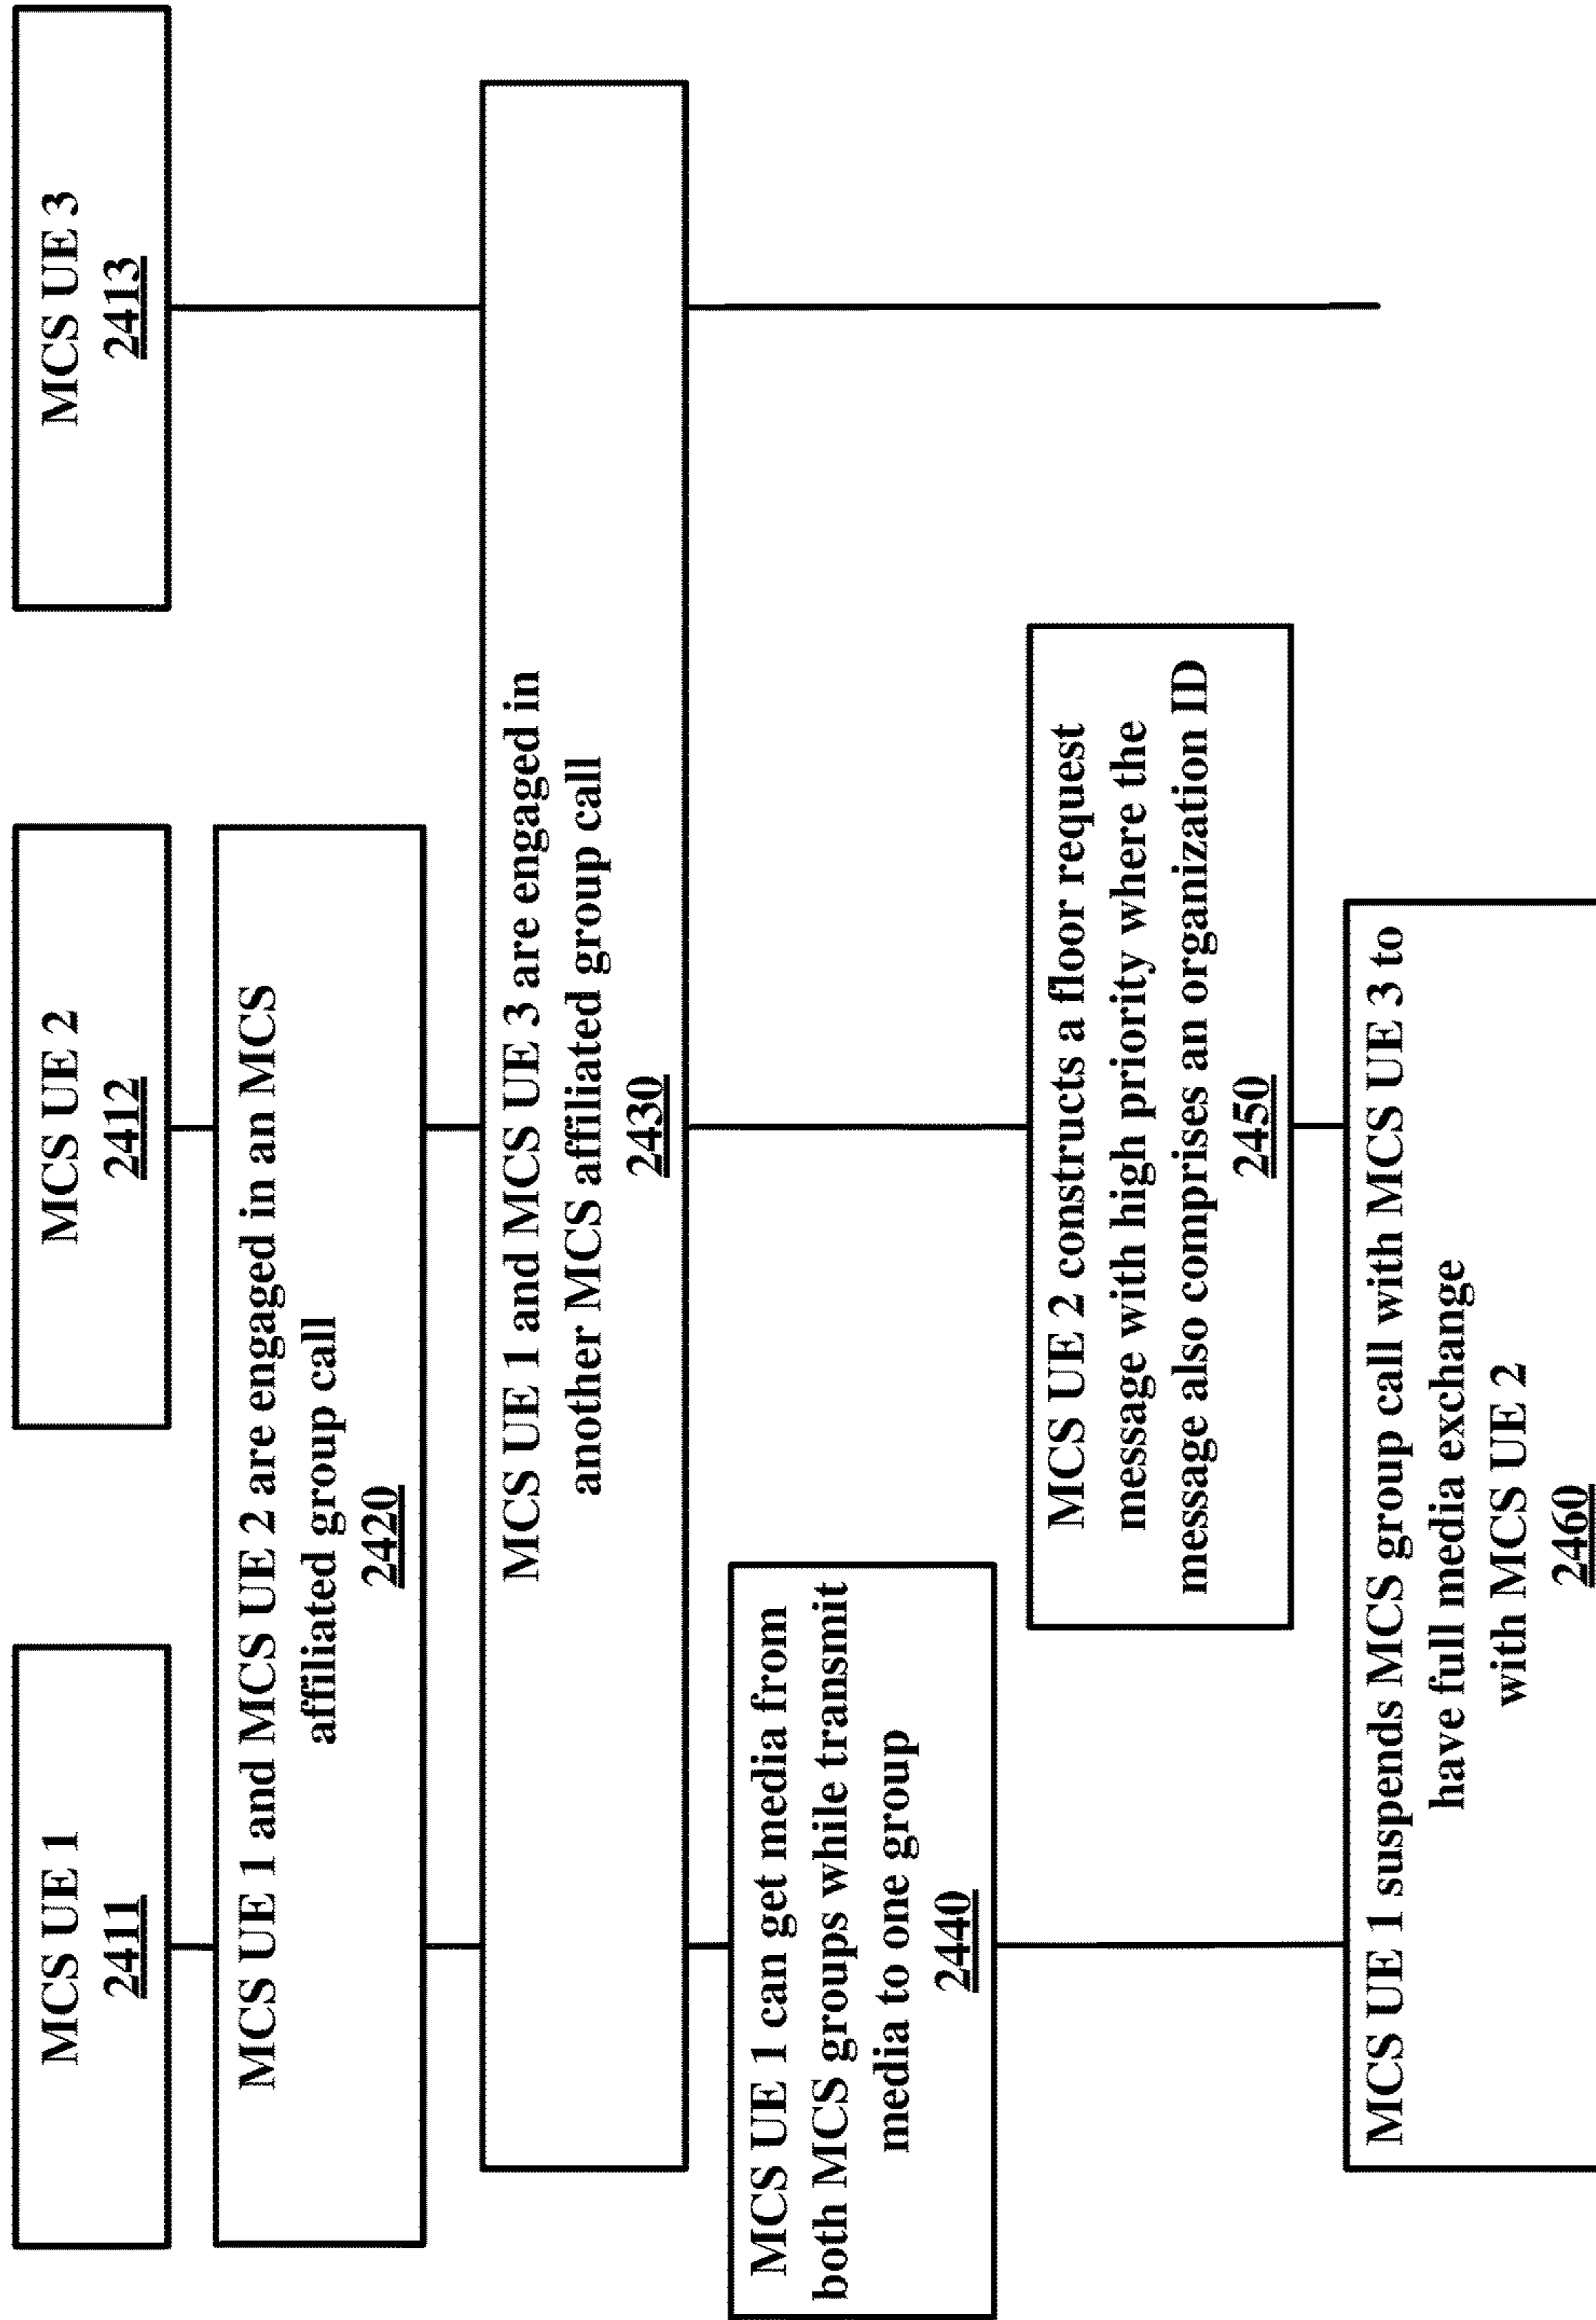 MCS UE 1
2411
MCS UE 2
2412
MCS UE 3
2413
MCS UE 1 and MCS UE 2 are engaged in an MCS
affiliated group call
2420
MCS UE 1 and MCS UE 3 are engaged in
another MCS affiliated group call
2430
MCS UE 1 can get media from
both MCS groups while transmit
media to one group
2440
MCS UE 2 constructs a floor request
message with high priority where the
message also comprises an organization ID
2450
MCS UE 1 suspends MCS group call with MCS UE 3 to
have full media exchange
with MCS UE 2
2460